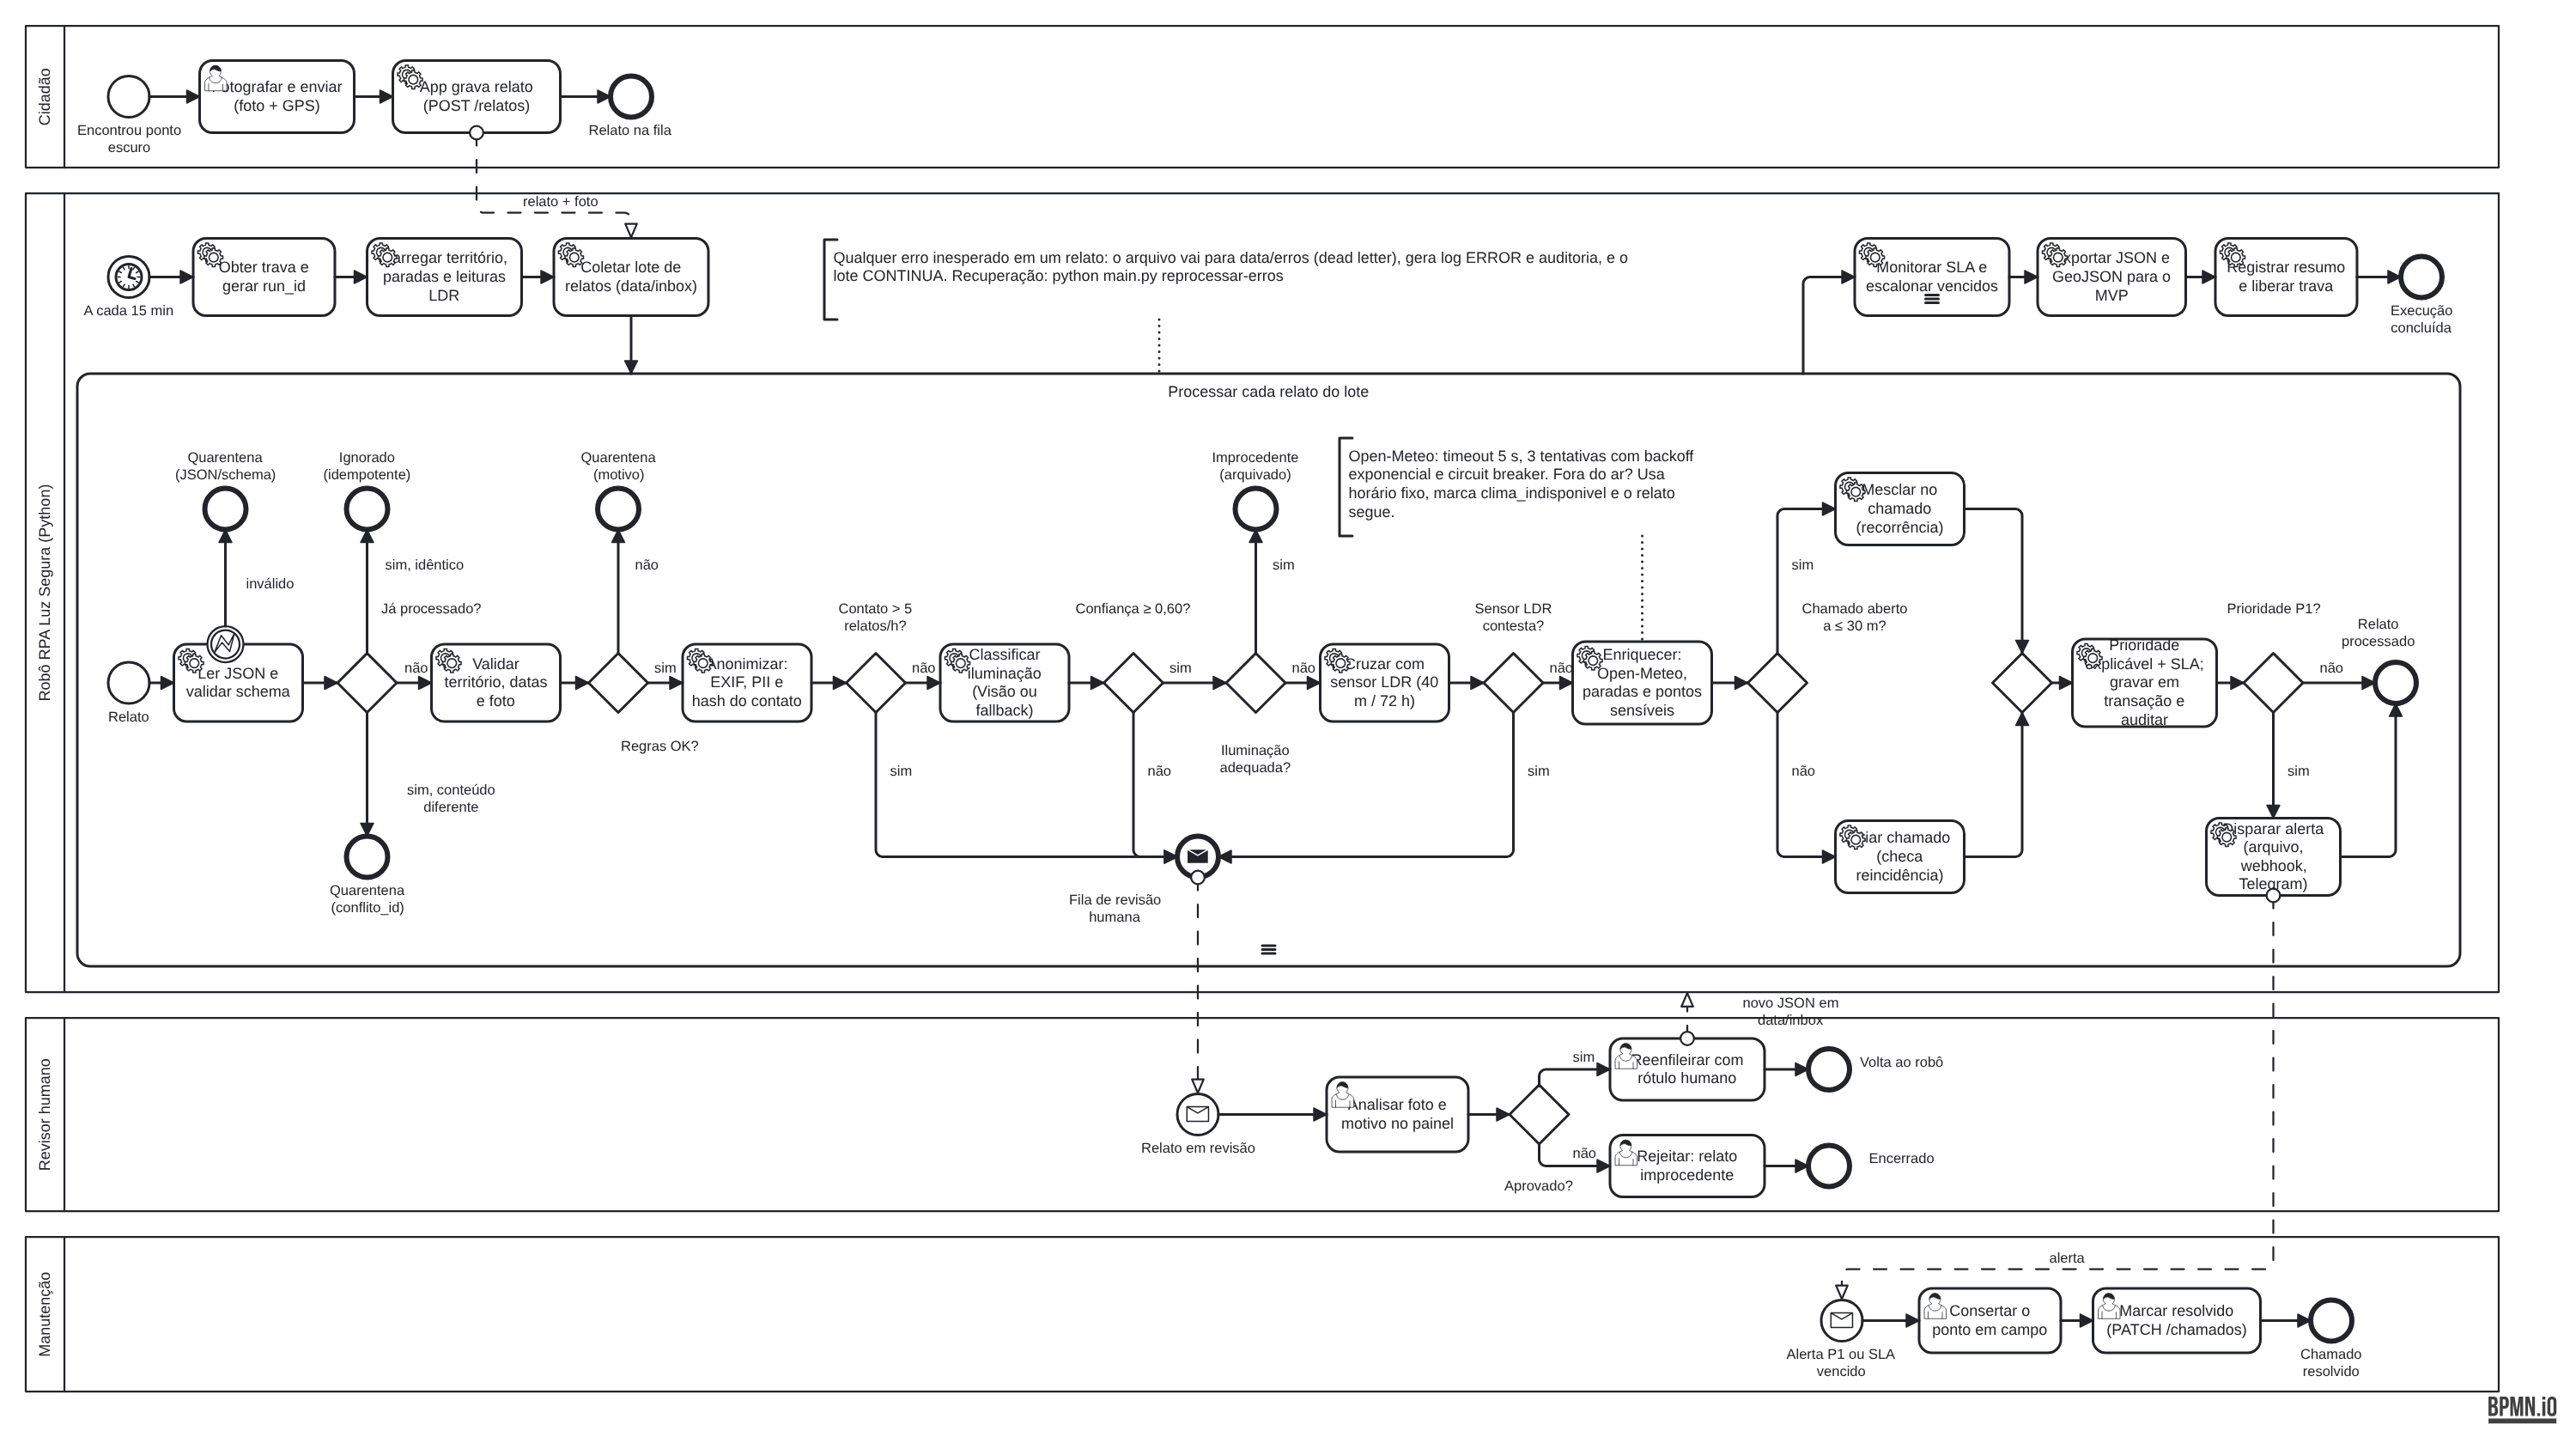 Cidadão
Fotografar e enviar
(foto + GPS)
App grava relato
(POST /relatos)
Encontrou ponto
escuro
Relato na fila
Robô RPA Luz Segura (Python)
relato + foto
A cada 15 min
Obter trava e
gerar run_id
Carregar território,
paradas e leituras
LDR
Coletar lote de
relatos (data/inbox)
Qualquer erro inesperado em um relato: o arquivo vai para data/erros (dead letter), gera log ERROR e auditoria, e o
lote CONTINUA. Recuperação: python main.py reprocessar-erros
Monitorar SLA e
escalonar vencidos
Exportar JSON e
GeoJSON para o
MVP
Registrar resumo
e liberar trava
Execução
concluída
Processar cada relato do lote
Quarentena
(JSON/schema)
Ignorado
(idempotente)
Quarentena
(motivo)
Improcedente
(arquivado)
Open-Meteo: timeout 5 s, 3 tentativas com backoff
exponencial e circuit breaker. Fora do ar? Usa
horário fixo, marca clima_indisponivel e o relato
segue.
Mesclar no
chamado
(recorrência)
inválido
sim, idêntico
não
sim
sim
Já processado?
Contato > 5
relatos/h?
Confiança ≥ 0,60?
Sensor LDR
contesta?
Chamado aberto
a ≤ 30 m?
Prioridade P1?
Relato
processado
Relato
Ler JSON e
validar schema
não
Validar
território, datas
e foto
sim
Anonimizar:
EXIF, PII e
hash do contato
não
Classificar
iluminação
(Visão ou
fallback)
sim
não
Cruzar com
sensor LDR (40
m / 72 h)
não
Enriquecer:
Open-Meteo,
paradas e pontos
sensíveis
Prioridade
explicável + SLA;
gravar em
transação e
auditar
não
Regras OK?
Iluminação
adequada?
sim
não
sim
não
sim
sim, conteúdo
diferente
Quarentena
(conflito_id)
Fila de revisão
humana
Criar chamado
(checa
reincidência)
Disparar alerta
(arquivo,
webhook,
Telegram)
Revisor humano
novo JSON em
data/inbox
Relato em revisão
Analisar foto e
motivo no painel
Aprovado?
sim
Reenfileirar com
rótulo humano
Volta ao robô
não
Rejeitar: relato
improcedente
Encerrado
Manutenção
alerta
Alerta P1 ou SLA
vencido
Consertar o
ponto em campo
Marcar resolvido
(PATCH /chamados)
Chamado
resolvido
BPMN.iO